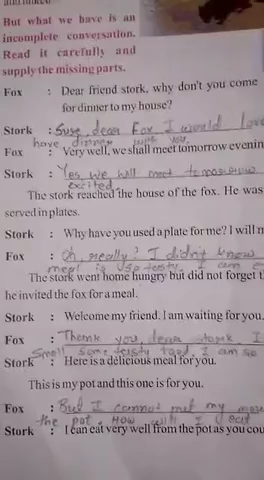 But what we have is an
incomplete conversation.
Read it carefully and
supply the missing parts.
Fox : Dear friend stork, why don't you come
for dinner to my house?
Stork : Sure, dear Fox I would love
have dinner with you.
Fox : Very well, we shall meet tomorrow evenin
Stork : Yes we will meet tomorrow
excited
The stork reached the house of the fox. He was
served in plates.
Stork : Why have you used a plate for me? I will n
Fox : Oh, really? I didn't know
meal is so tasty. I can e
The stork went home hungry but did not forget t
he invited the fox for a meal.
Stork : Welcome my friend. I am waiting for you.
Fox : Thank you, dear stork I
Smell some tasty food. I am so
Stork : Here is a delicious meal for you.
This is my pot and this one is for you.
Fox : But I cannot my
the pot. How will I eat
Stork : I can eat very well from the pot as you cou